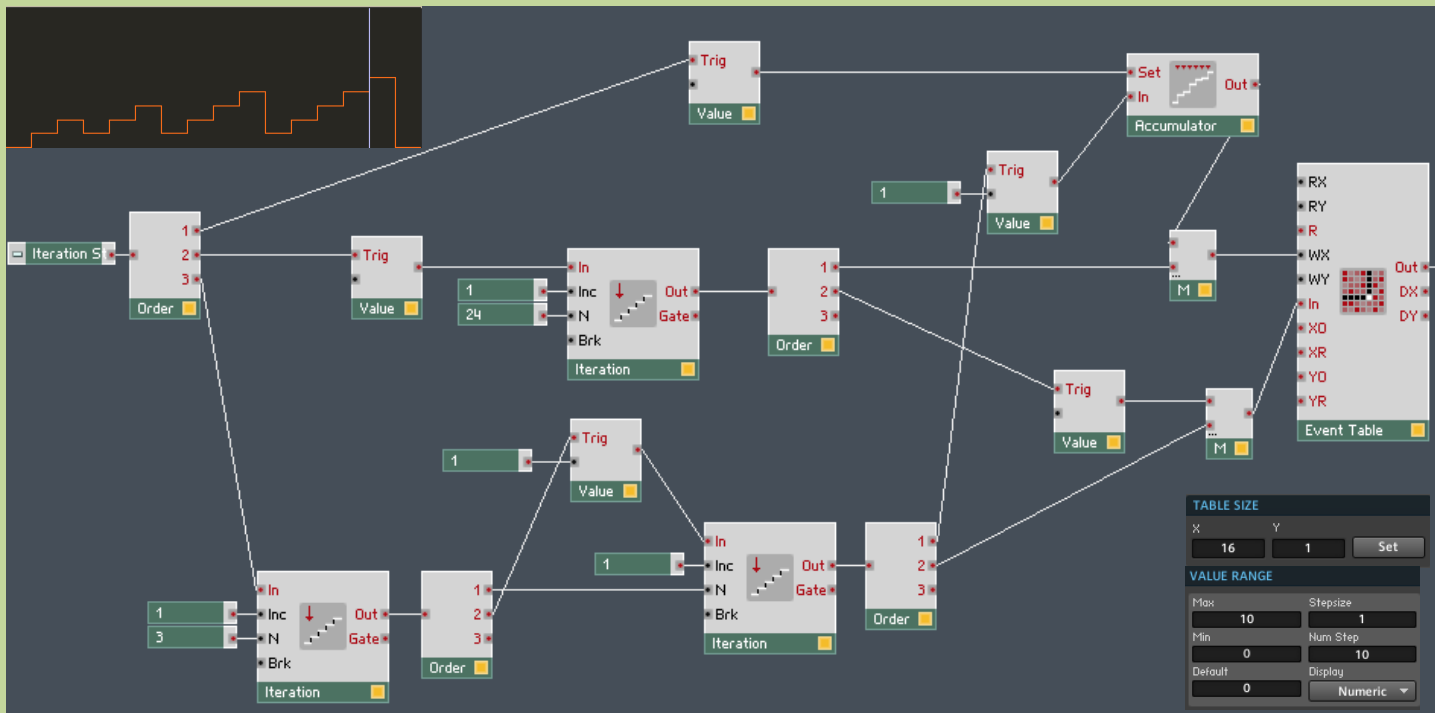 Trig
Value
Set
In
Out
Accumulator
Trig
1
Value
RX
RY
R
WX
WY
In
XO
XR
YO
YR
Out
DX
DY
Event Table
Iteration S
1
2
3
Order
Trig
Value
In
1
Inc
24
N
Brk
Out
Gate
Iteration
1
2
3
Order
...
M
Trig
Value
...
M
Trig
1
Value
In
1
Inc
N
Brk
Out
Gate
Iteration
1
2
3
Order
In
1
Inc
3
N
Brk
Out
Gate
Iteration
1
2
3
Order
TABLE SIZE
X Y
16 1 Set
VALUE RANGE
Max Stepsize
10 1
Min Num Step
0 10
Default Display
0 Numeric